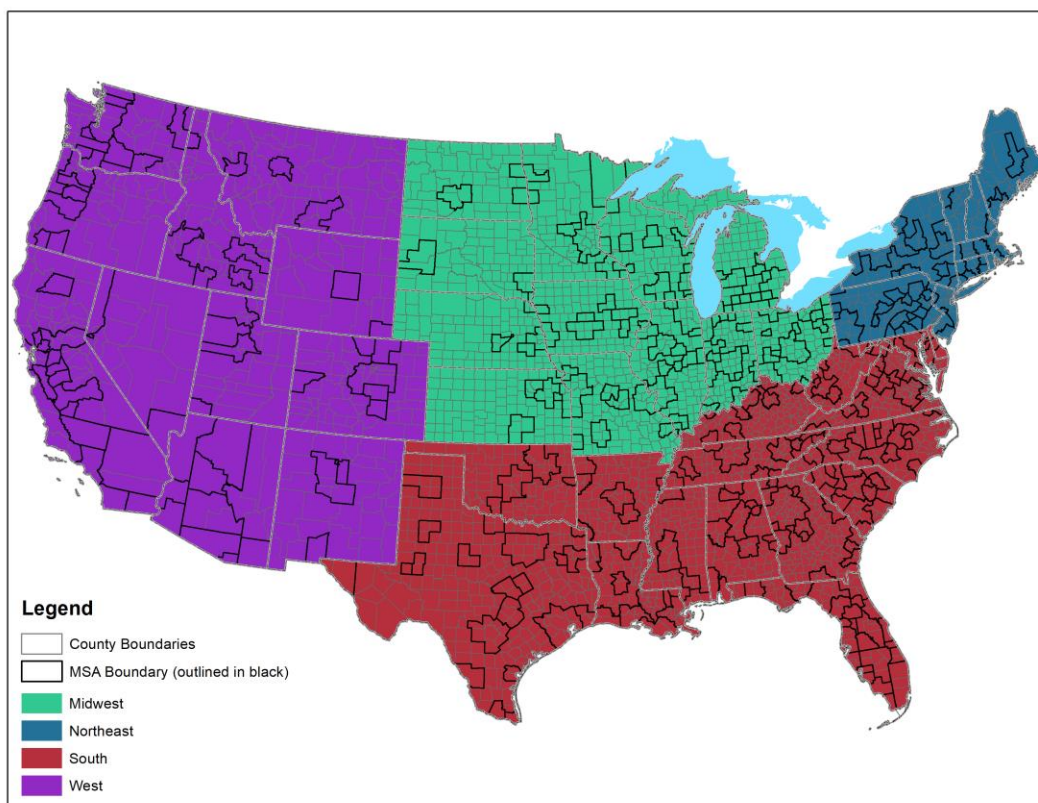 Legend
County Boundaries
MSA Boundary (outlined in black)
Midwest
Northeast
South
West